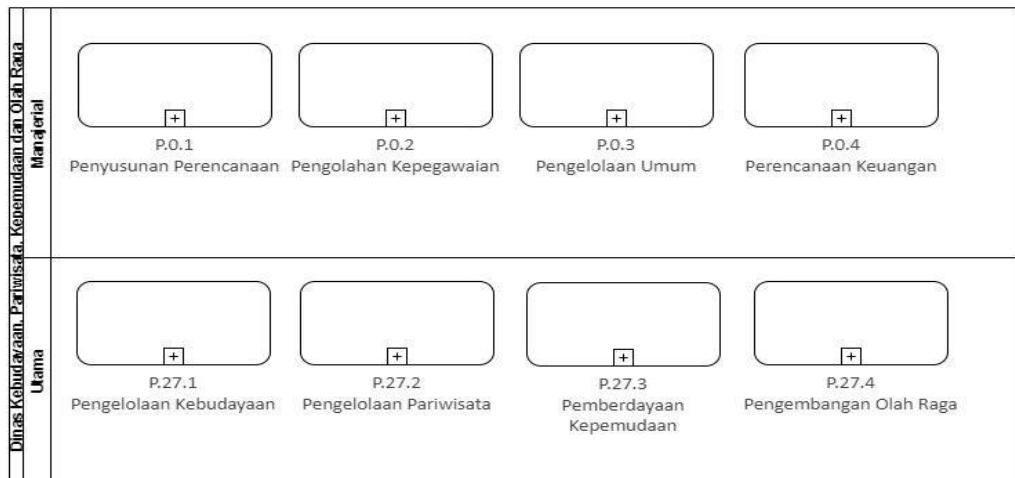 Dinas Kebudayaan, Pariwisata, Kepemudaan dan Olah Raga
Manajerial
P.0.1
Penyusunan Perencanaan
P.0.2
Pengolahan Kepegawaian
P.0.3
Pengelolaan Umum
P.0.4
Perencanaan Keuangan
Utama
P.27.1
Pengelolaan Kebudayaan
P.27.2
Pengelolaan Pariwisata
P.27.3
Pemberdayaan
Kepemudaan
P.27.4
Pengembangan Olah Raga